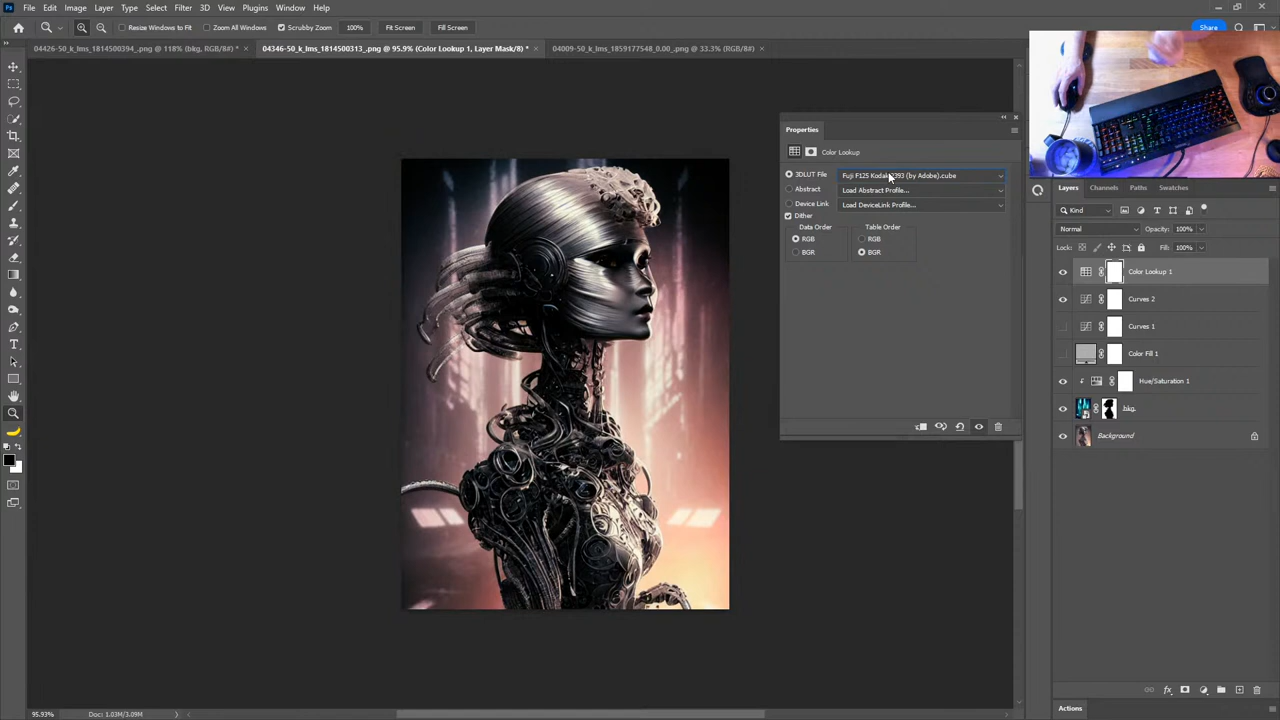 Ps File Edit Image Layer Type Select Filter 3D View Plugins Window Help
Resize Windows to Fit Zoom All Windows Scrubby Zoom 100% Fit Screen Fill Screen Share
04426-50_k_lms_1814500394_.png @ 118% (bkg, RGB/8#) * × 04346-50_k_lms_1814500313_.png @ 95.9% (Color Lookup 1, Layer Mask/8) * × 04009-50_k_lms_1859177548_0.00_.png @ 33.3% (RGB/8#) ×
Properties
Color Lookup
3DLUT File Fuji F125 Kodak 2393 (by Adobe).cube
Abstract Load Abstract Profile...
Device Link Load DeviceLink Profile...
Dither
Data Order Table Order
RGB RGB
BGR BGR
Layers Channels Paths Swatches
Kind
Normal Opacity: 100%
Lock: Fill: 100%
Color Lookup 1
Curves 2
Curves 1
Color Fill 1
Hue/Saturation 1
bkg.
Background
Actions
95.93% Doc: 1.03M/3.09M